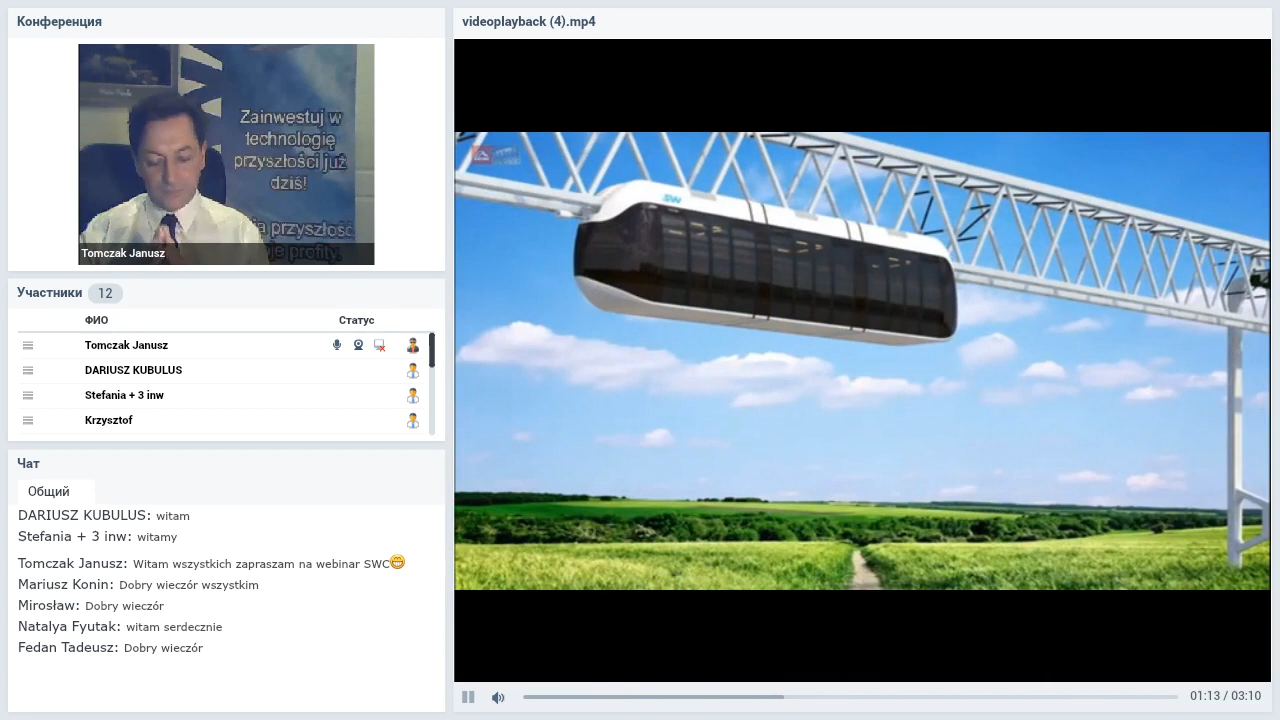 Конференция
Zainwestuj w
technologię
przyszłości już
dziś!
przyszłość
profity.
Tomczak Janusz
Участники 12
ФИО Статус
Tomczak Janusz
DARIUSZ KUBULUS
Stefania + 3 inw
Krzysztof
Чат
Общий
DARIUSZ KUBULUS: witam
Stefania + 3 inw: witamy
Tomczak Janusz: Witam wszystkich zapraszam na webinar SWC
Mariusz Konin: Dobry wieczór wszystkim
Mirosław: Dobry wieczór
Natalya Fyutak: witam serdecznie
Fedan Tadeusz: Dobry wieczór
videoplayback (4).mp4
01:13 / 03:10